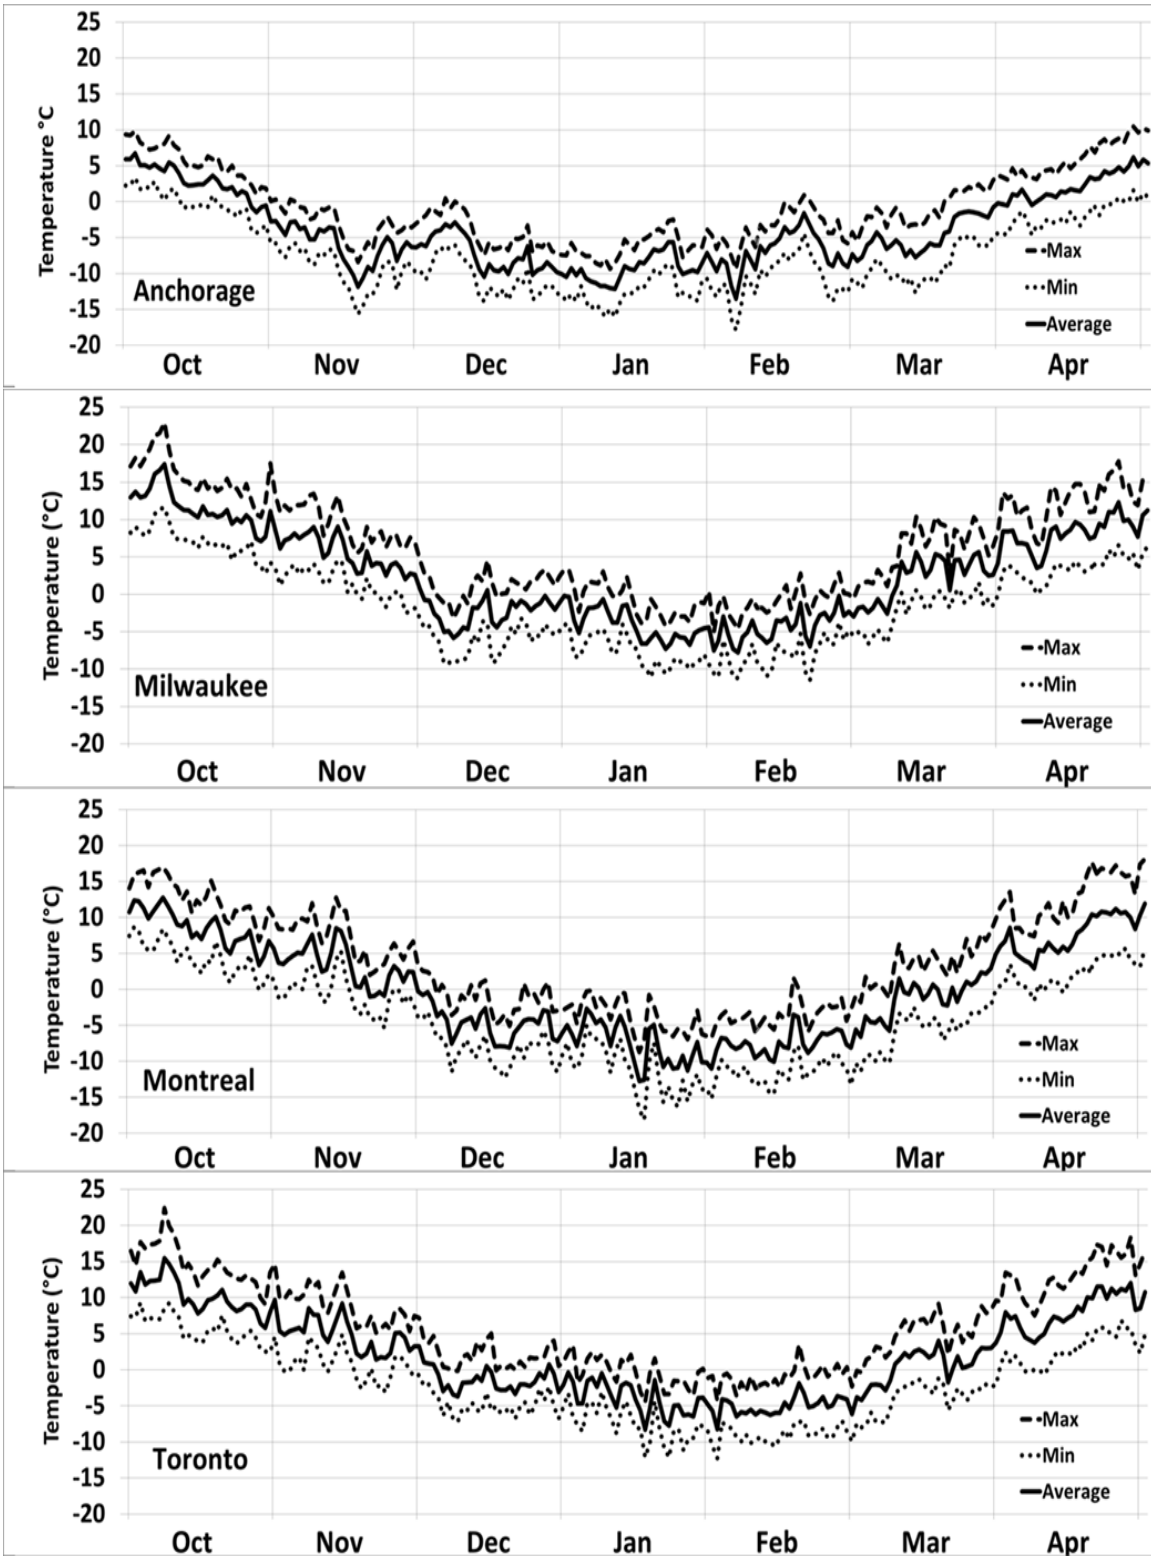 25
20
15
10
5
0
-5
-10
-15
-20
Temperature °C
Anchorage
Max
Min
Average
Oct Nov Dec Jan Feb Mar Apr
25
20
15
10
5
0
-5
-10
-15
-20
Temperature (°C)
Milwaukee
Max
Min
Average
Oct Nov Dec Jan Feb Mar Apr
25
20
15
10
5
0
-5
-10
-15
-20
Temperature (°C)
Montreal
Max
Min
Average
Oct Nov Dec Jan Feb Mar Apr
25
20
15
10
5
0
-5
-10
-15
-20
Temperature (°C)
Toronto
Max
Min
Average
Oct Nov Dec Jan Feb Mar Apr